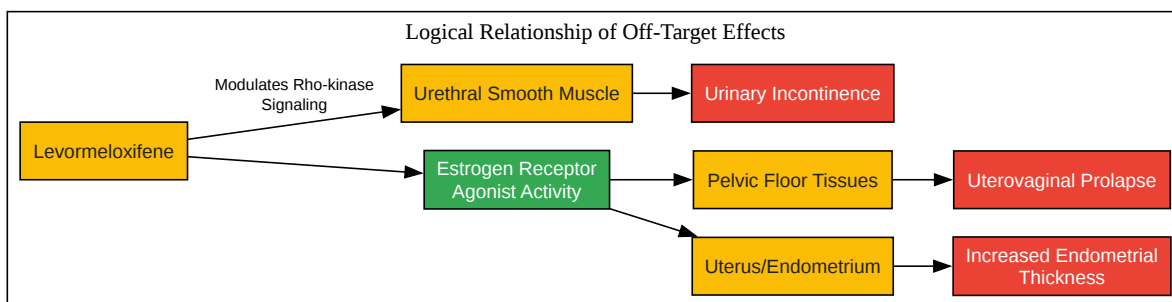 Logical Relationship of Off-Target Effects
Modulates Rho-kinase
Signaling
Urethral Smooth Muscle
Urinary Incontinence
Levormeloxifene
Estrogen Receptor
Agonist Activity
Pelvic Floor Tissues
Uterovaginal Prolapse
Uterus/Endometrium
Increased Endometrial
Thickness